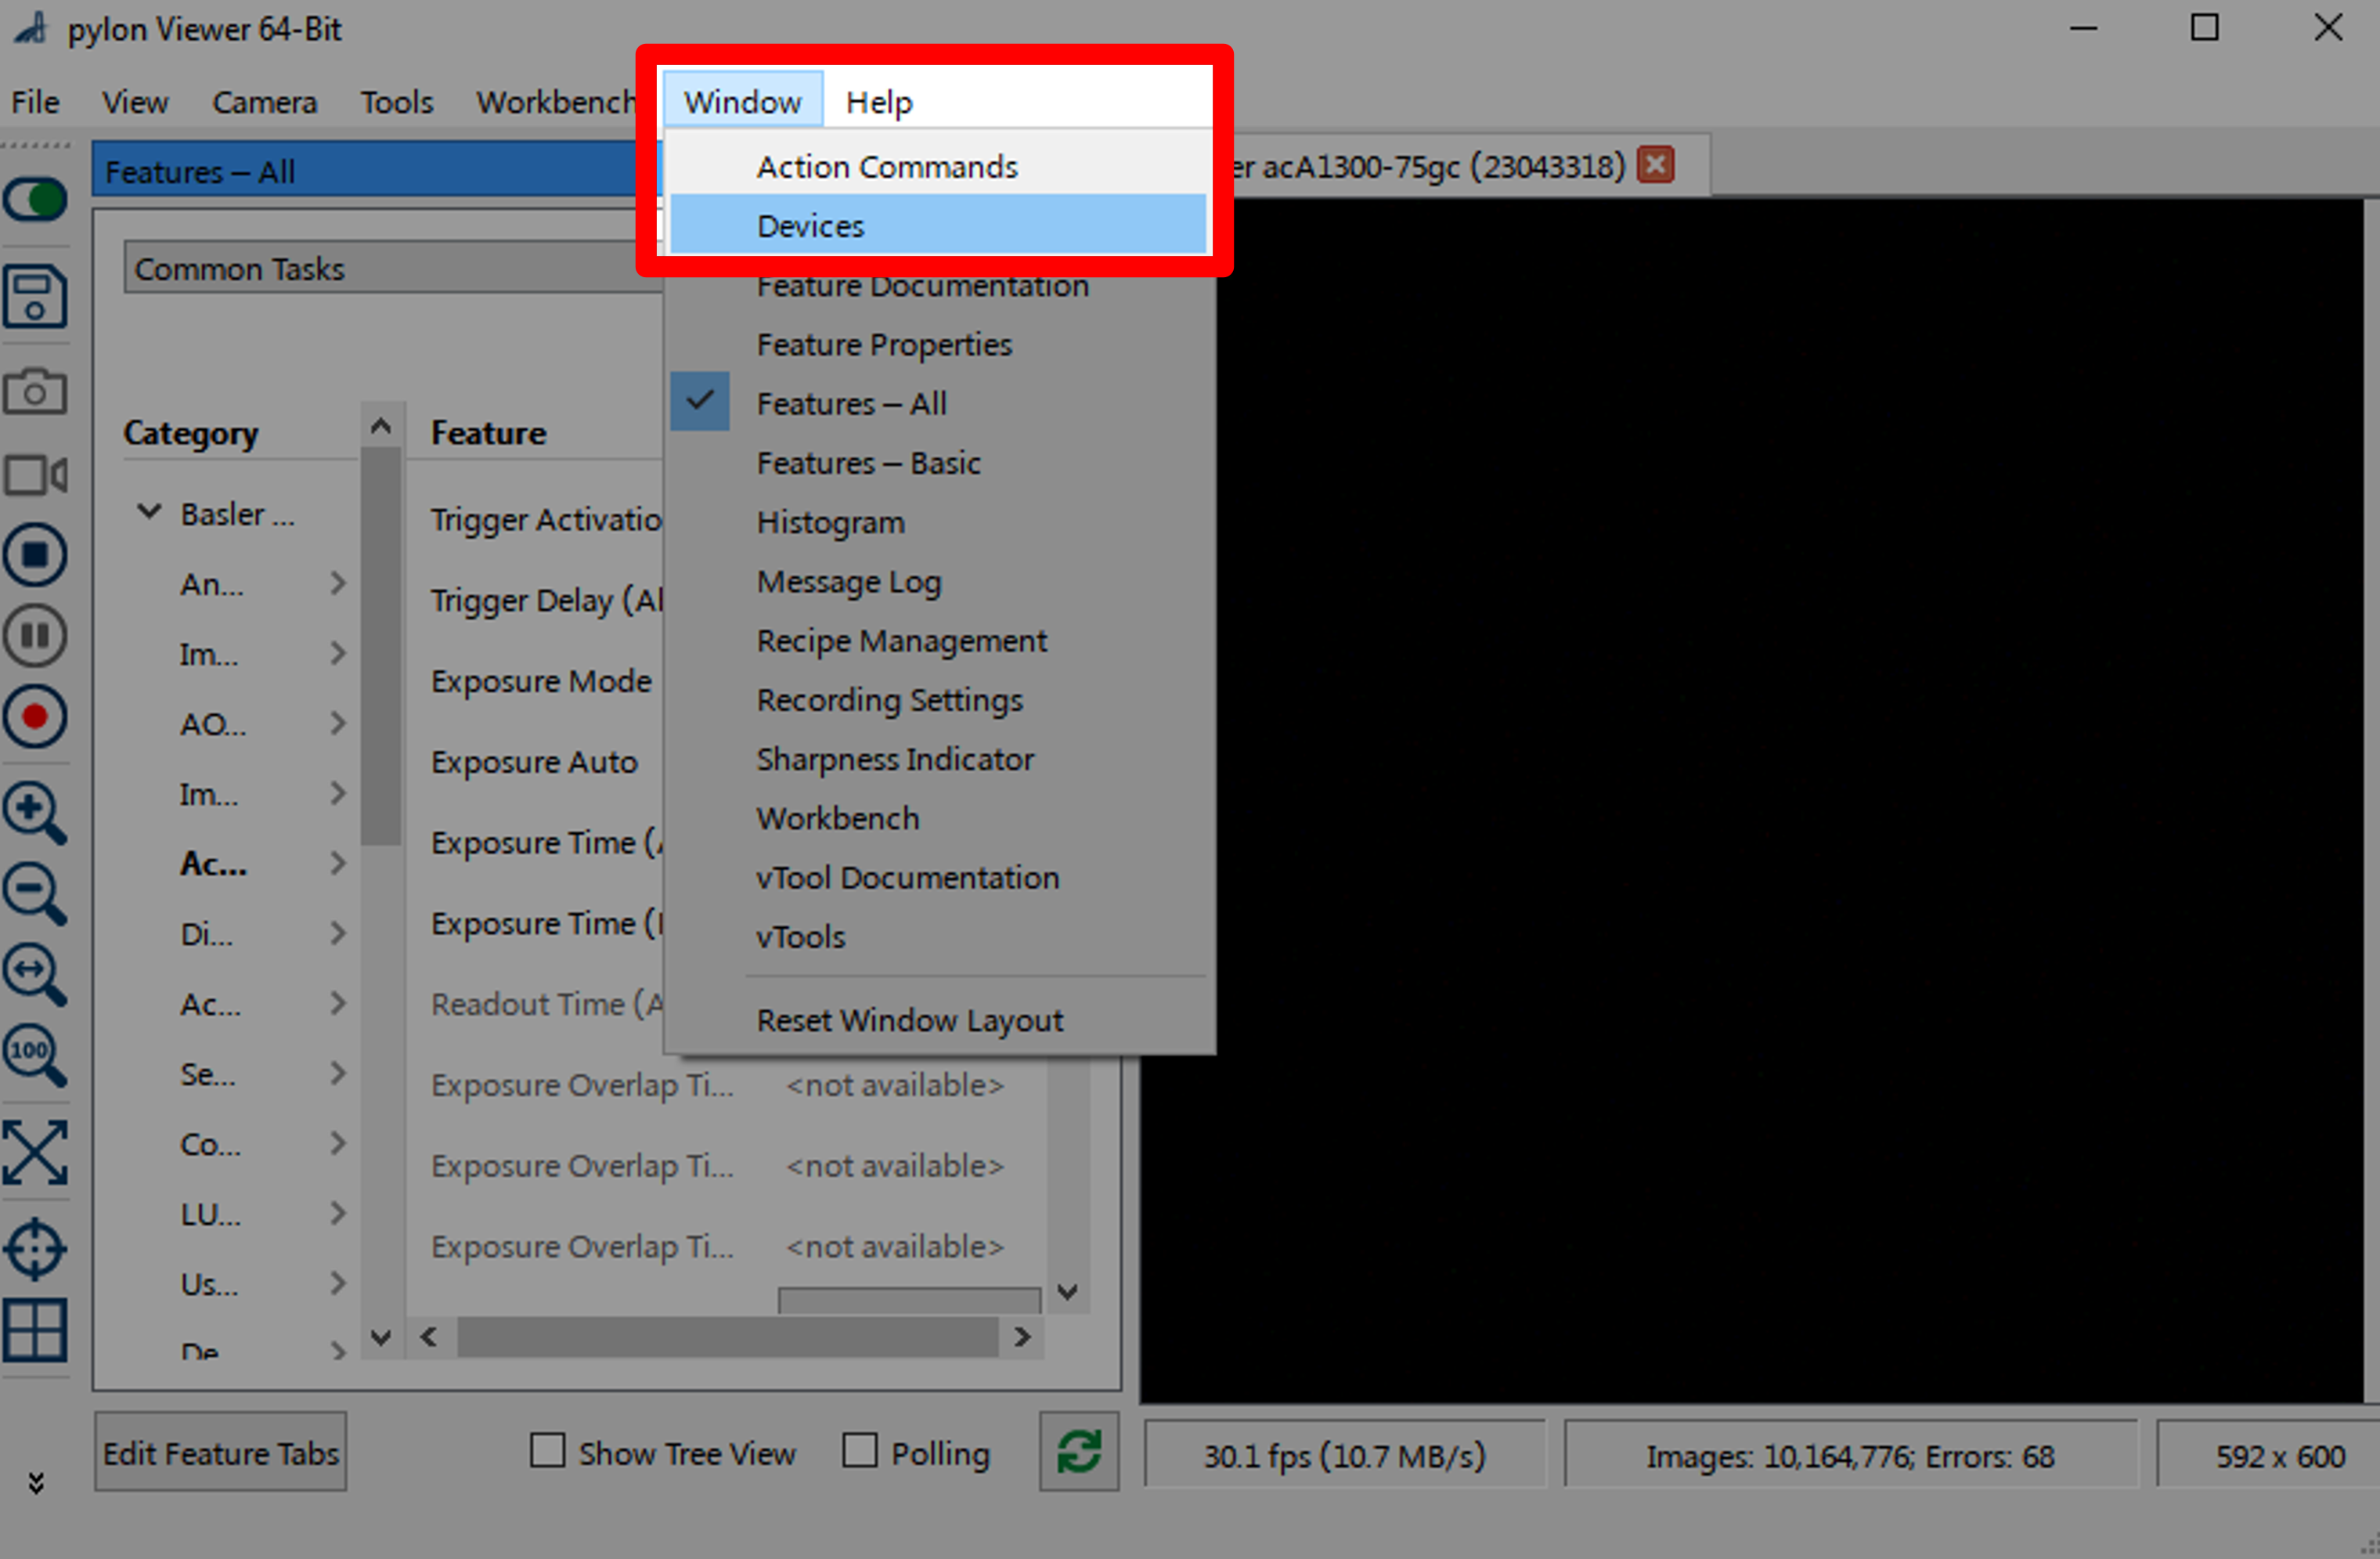 pylon Viewer 64-Bit
File View Camera Tools Workbench Window Help
Features – All
er acA1300-75gc (23043318)
Common Tasks
Action Commands
Devices
Feature Documentation
Feature Properties
Features – All
Features – Basic
Histogram
Message Log
Recipe Management
Recording Settings
Sharpness Indicator
Workbench
vTool Documentation
vTools
Reset Window Layout
Category
Basler ...
An...
Im...
AO...
Im...
Ac...
Di...
Ac...
Se...
Co...
LU...
Us...
De
Feature
Trigger Activatio
Trigger Delay (Al
Exposure Mode
Exposure Auto
Exposure Time (
Exposure Time (
Readout Time (A
Exposure Overlap Ti... <not available>
Exposure Overlap Ti... <not available>
Exposure Overlap Ti... <not available>
100
Edit Feature Tabs
Show Tree View
Polling
30.1 fps (10.7 MB/s)
Images: 10,164,776; Errors: 68
592 x 600